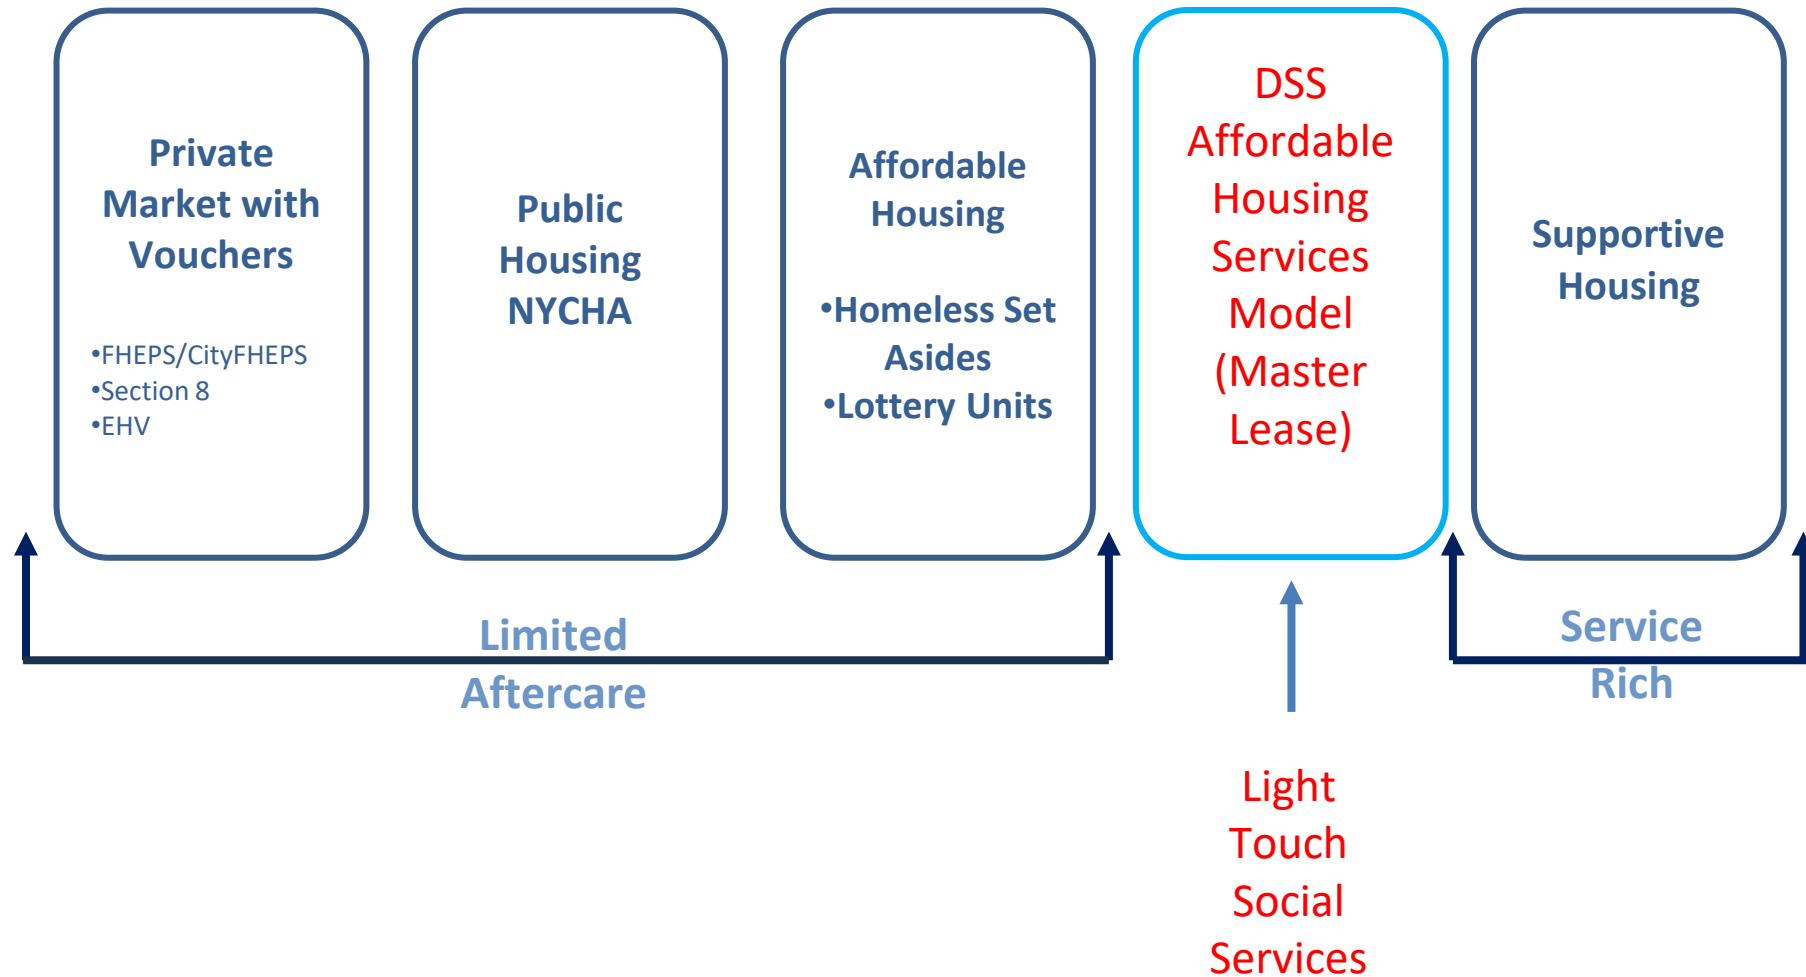 Private
Market with
Vouchers
•FHEPS/CityFHEPS
•Section 8
•EHV
Public
Housing
NYCHA
Affordable
Housing
•Homeless Set
Asides
•Lottery Units
DSS
Affordable
Housing
Services
Model
(Master
Lease)
Supportive
Housing
Limited
Aftercare
Service
Rich
Light
Touch
Social
Services